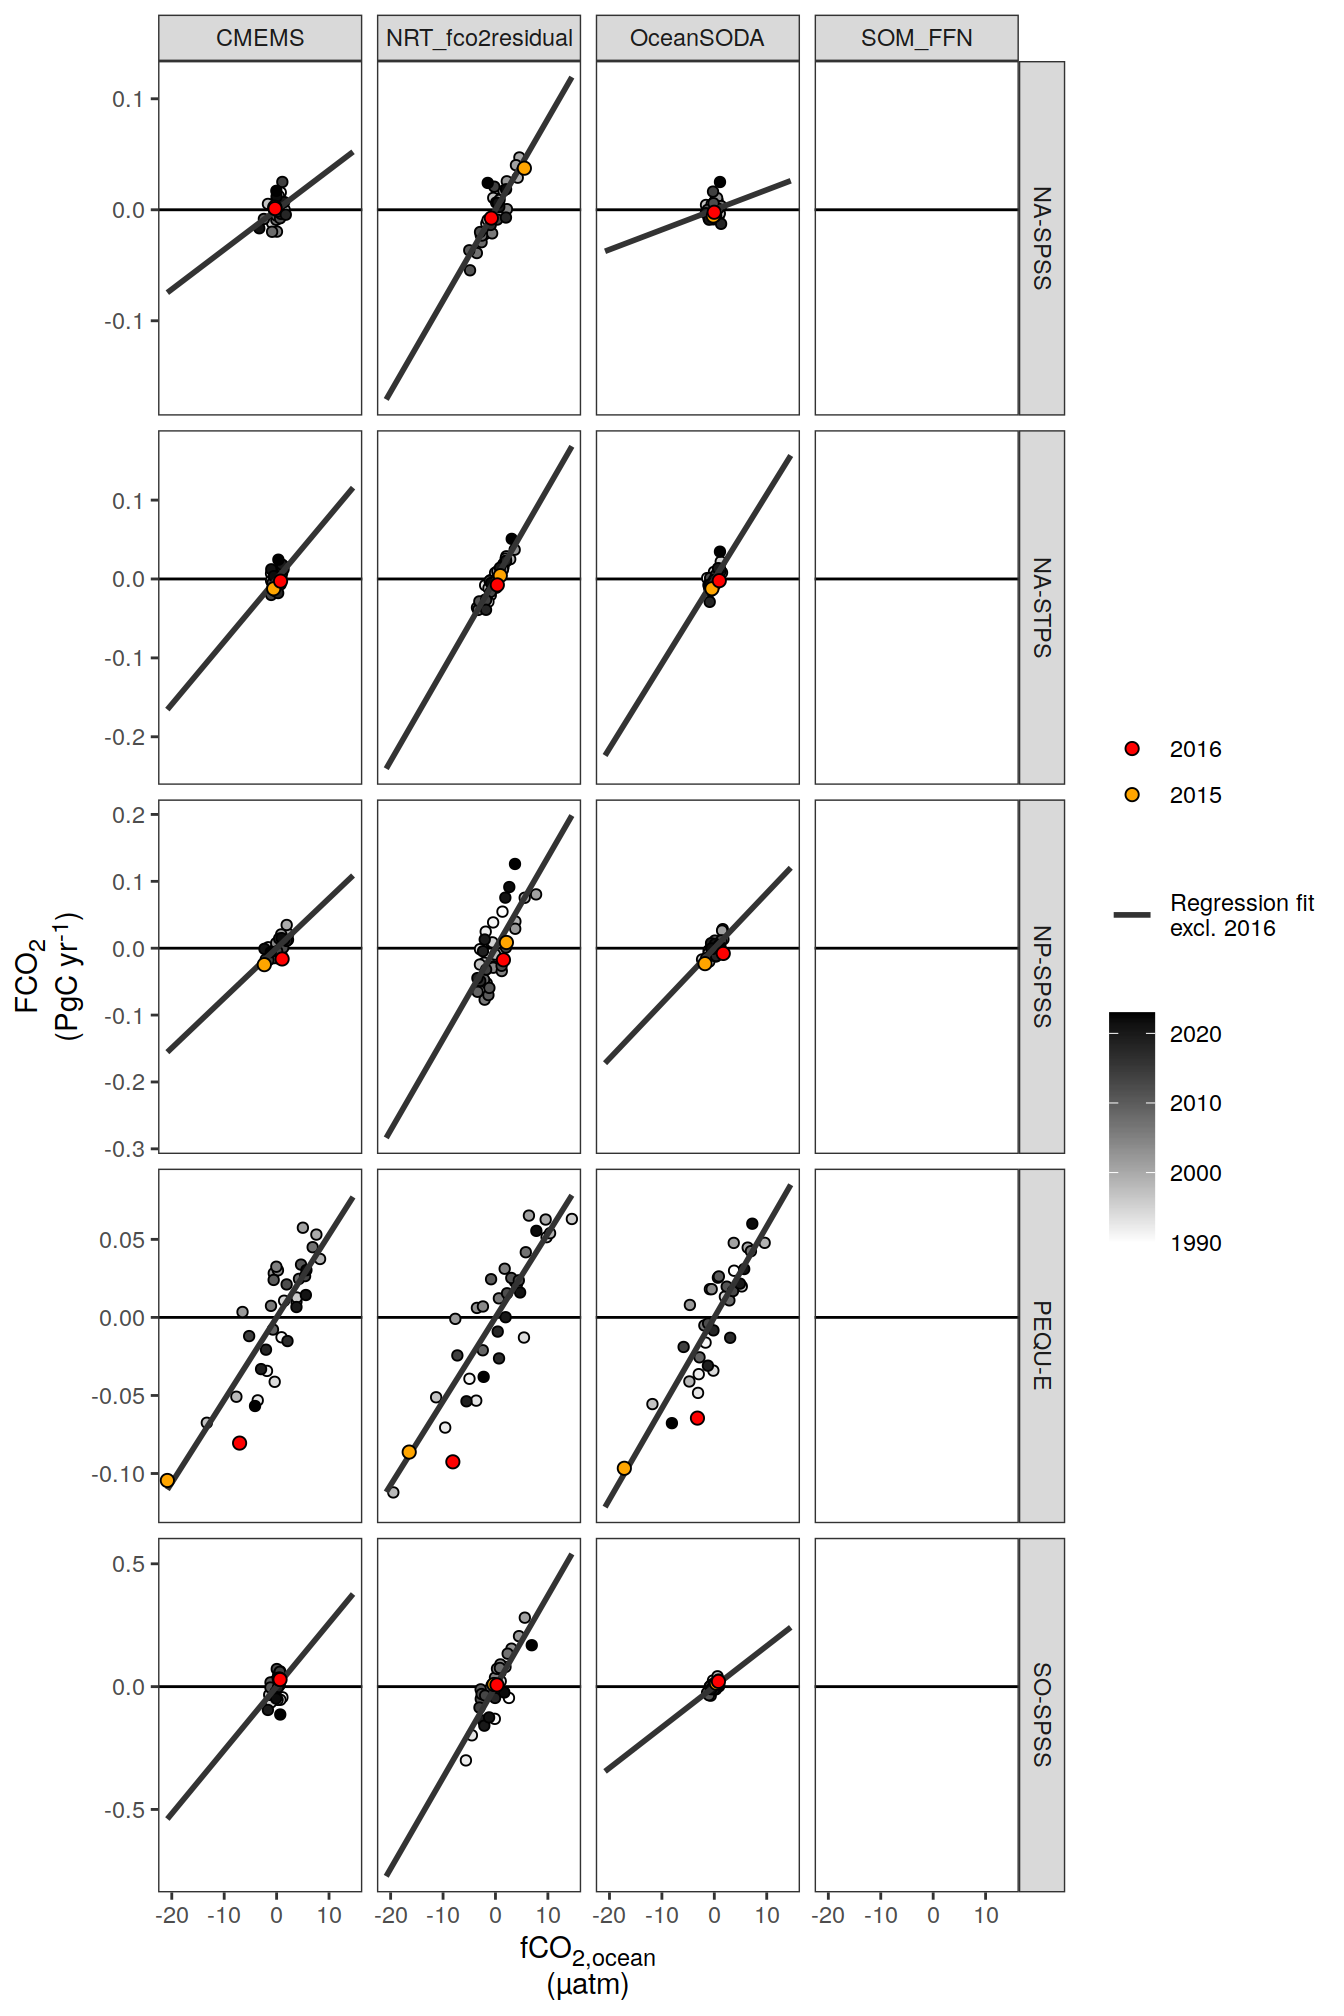 CMEMS
NRT_fco2residual
OceanSODA
SOM_FFN
0.1
0.0
-0.1
NA-SPSS
0.1
0.0
-0.1
-0.2
NA-STPS
0.2
0.1
0.0
-0.1
-0.2
-0.3
NP-SPSS
0.05
0.00
-0.05
-0.10
PEQU-E
0.5
0.0
-0.5
SO-SPSS
-20 -10 0 10
-20 -10 0 10
-20 -10 0 10
-20 -10 0 10
fCO2,ocean
(µatm)
FCO2
(PgC yr-1)
2016
2015
Regression fit
excl. 2016
2020
2010
2000
1990